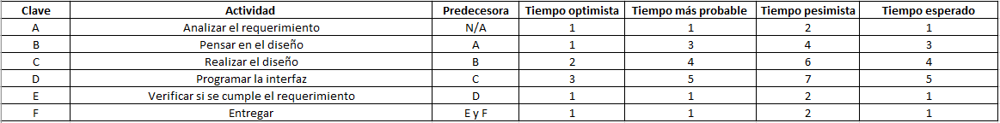 Clave Actividad Predecesora Tiempo optimista Tiempo más probable Tiempo pesimista Tiempo esperado
A Analizar el requerimiento N/A 1 1 2 1
B Pensar en el diseño A 1 3 4 3
C Realizar el diseño B 2 4 6 4
D Programar la interfaz C 3 5 7 5
E Verificar si se cumple el requerimiento D 1 1 2 1
F Entregar E y F 1 1 2 1